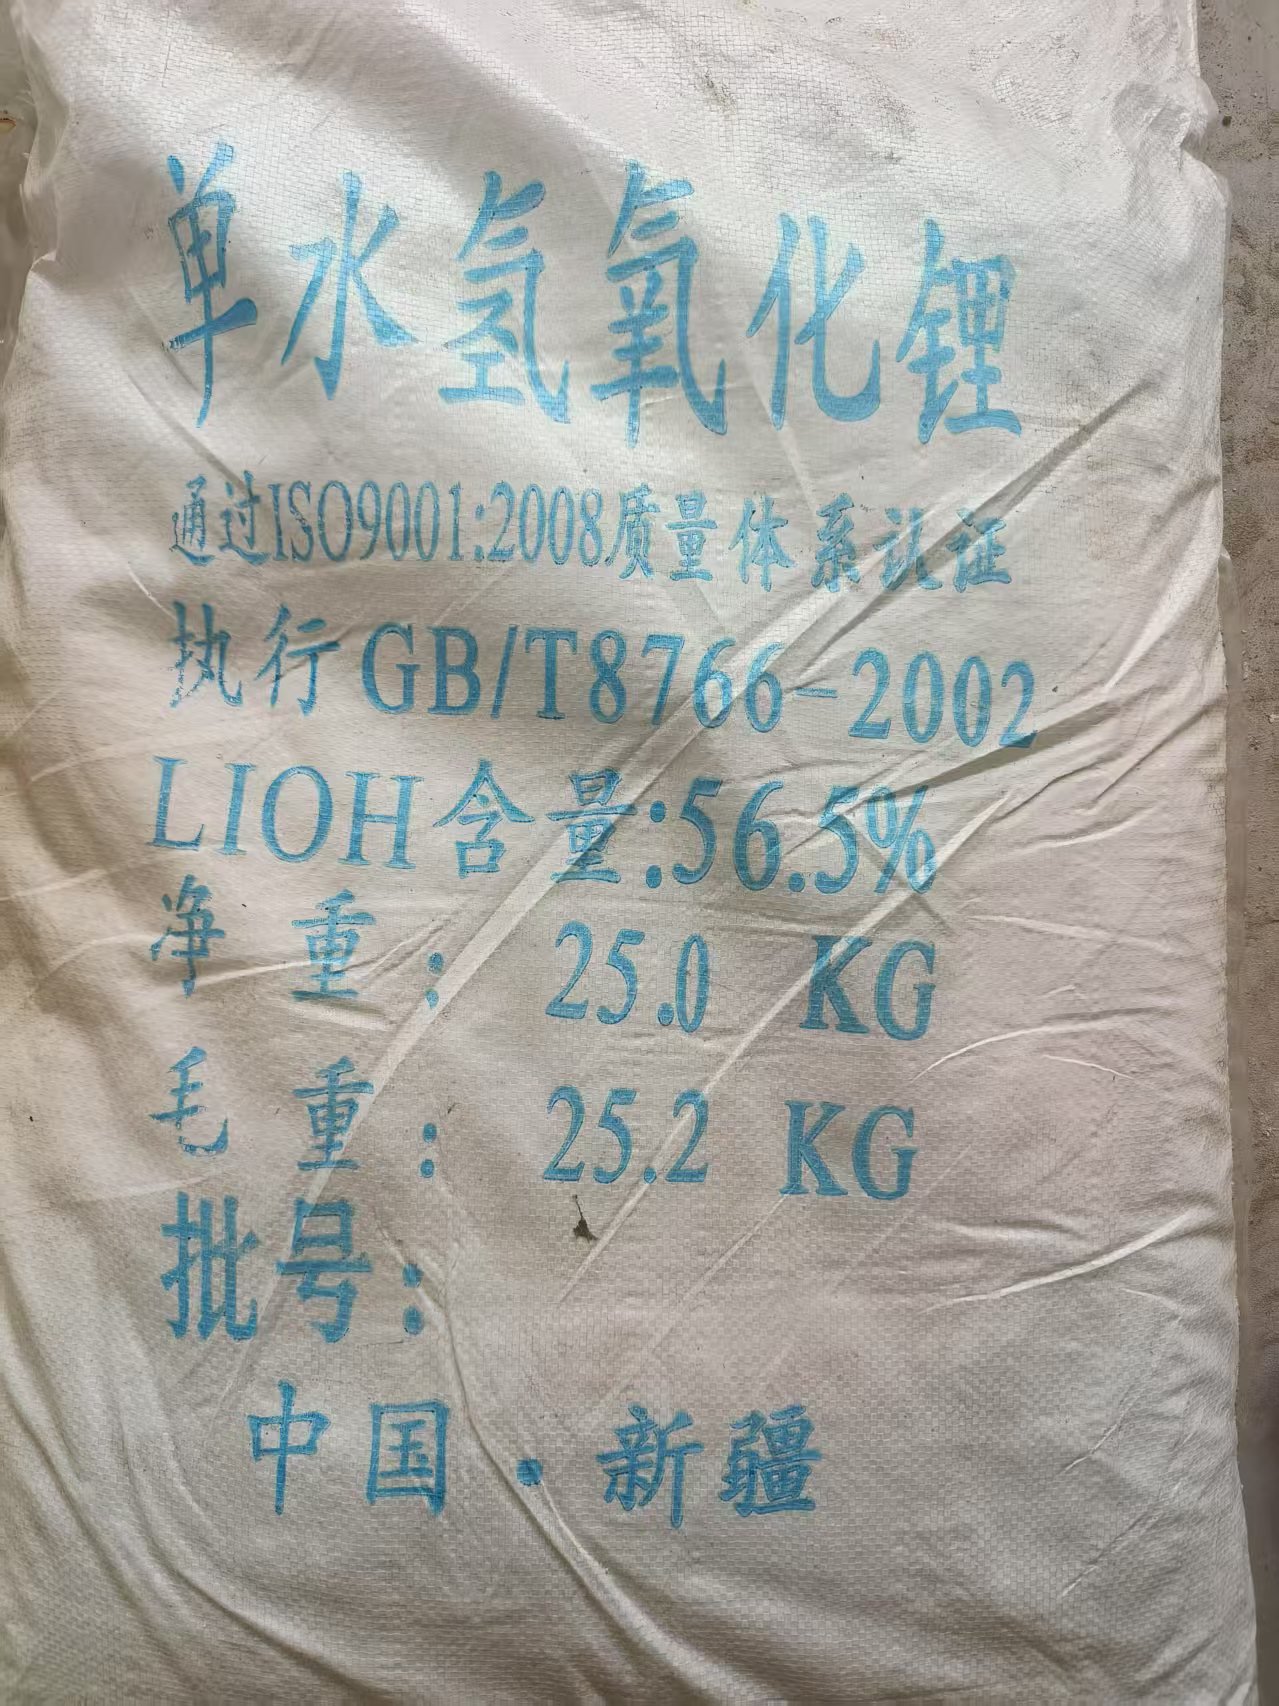 单水氢氧化锂
通过ISO9001:2008质量体系认证
执行GB/T8766-2002
LIOH含量:56.5%
净重: 25.0 KG
毛重: 25.2 KG
批号:
中国·新疆